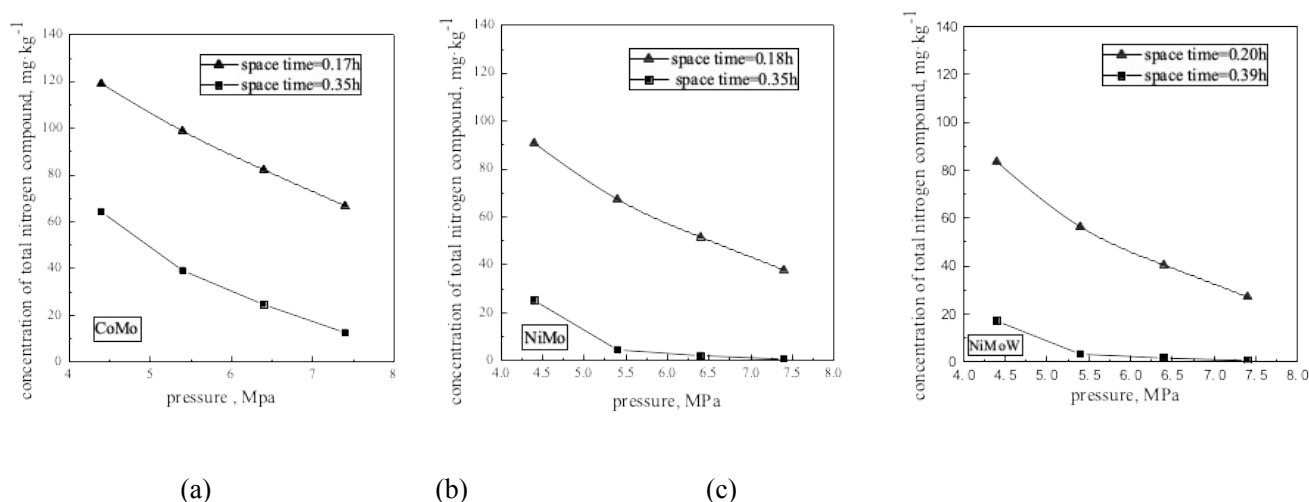 concentration of total nitrogen compound, mg·kg⁻¹
140
120
100
80
60
40
20
0
space time=0.17h
space time=0.35h
CoMo
4 5 6 7 8
pressure , Mpa
concentration of total nitrogen compound, mg·kg⁻¹
140
120
100
80
60
40
20
0
space time=0.18h
space time=0.35h
NiMo
4.0 4.5 5.0 5.5 6.0 6.5 7.0 7.5 8.0
pressure, MPa
concentration of total nitrogen compound, mg·kg⁻¹
140
120
100
80
60
40
20
0
space time=0.20h
space time=0.39h
NiMoW
4.0 4.5 5.0 5.5 6.0 6.5 7.0 7.5 8.0
pressure, MPa
(a) (b) (c)